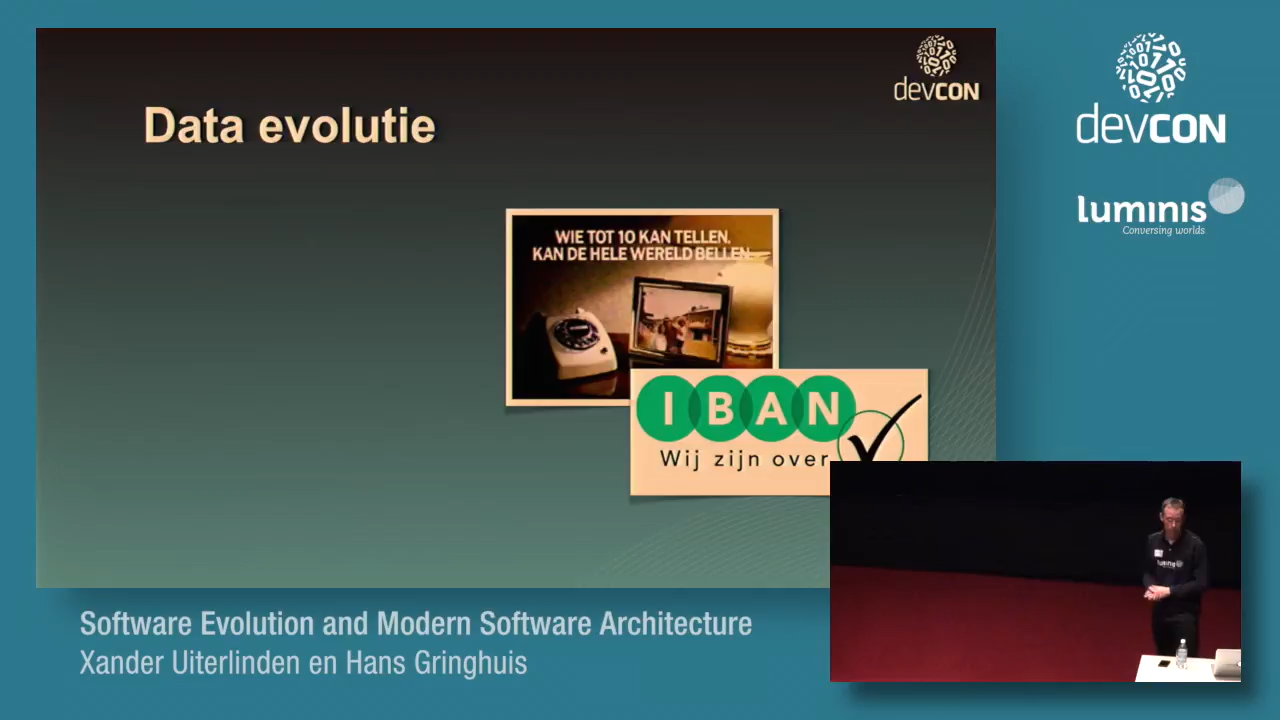 devCON
Data evolutie
WIE TOT 10 KAN TELLEN,
KAN DE HELE WERELD BELLEN.
IBAN
Wij zijn over
devCON
luminis
Conversing worlds
luminis
Software Evolution and Modern Software Architecture
Xander Uiterlinden en Hans Gringhuis